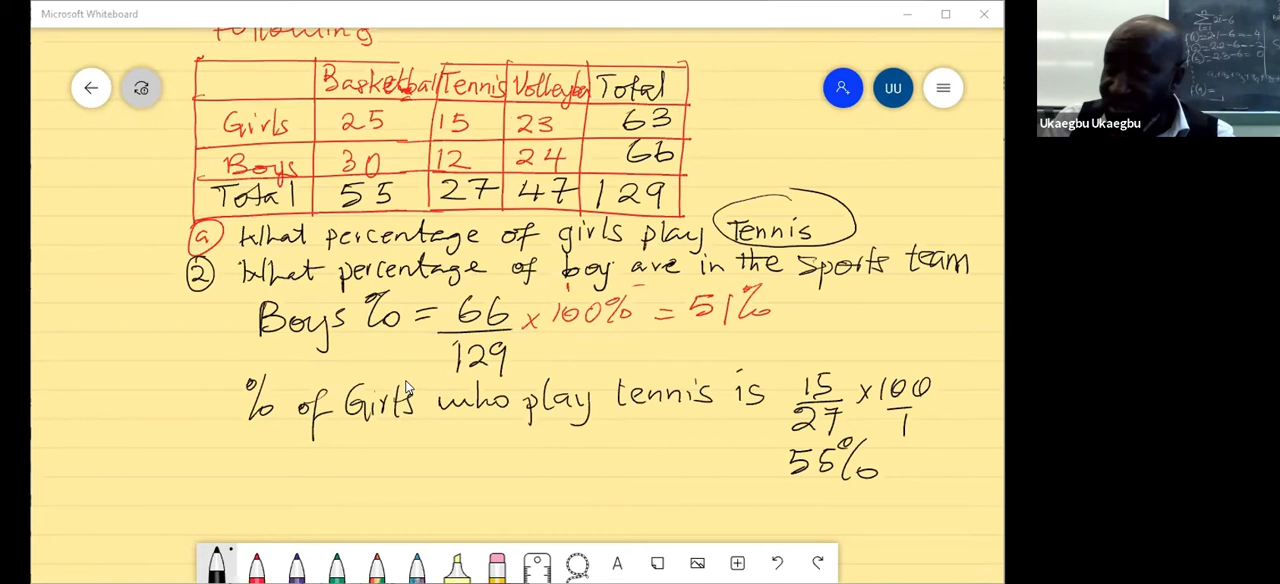 Microsoft Whiteboard
following
Basketball Tennis Volleyba Total
Girls 25 15 23 63
Boys 30 12 24 66
Total 55 27 47 129
a What percentage of girls play Tennis
2 What percentage of boy are in the sports team
Boys % = 66/129 × 100% = 51%
% of Girls who play tennis is 15/27 × 100/1
55%
UU
Ukaegbu Ukaegbu